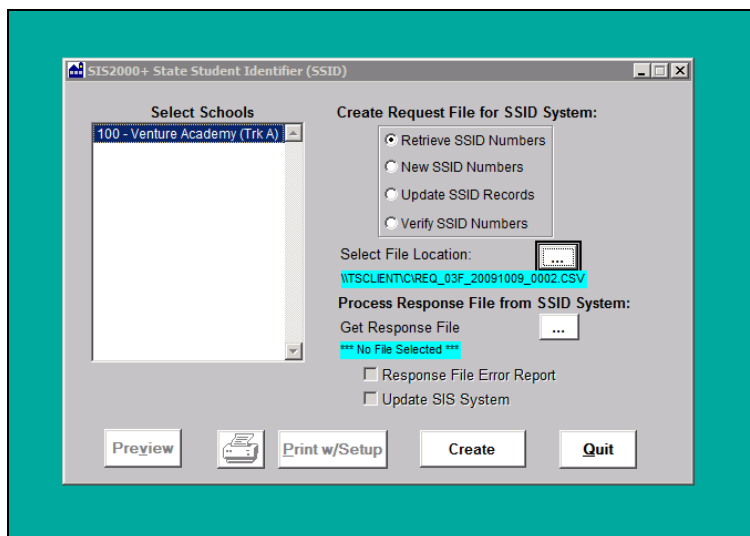 SIS2000+ State Student Identifier (SSID)
Select Schools
100 - Venture Academy (Trk A)
Create Request File for SSID System:
Retrieve SSID Numbers
New SSID Numbers
Update SSID Records
Verify SSID Numbers
Select File Location:
...
\\TSCLIENT\C\REQ_03F_20091009_0002.CSV
Process Response File from SSID System:
Get Response File
...
*** No File Selected ***
Response File Error Report
Update SIS System
Preview
Print w/Setup
Create
Quit